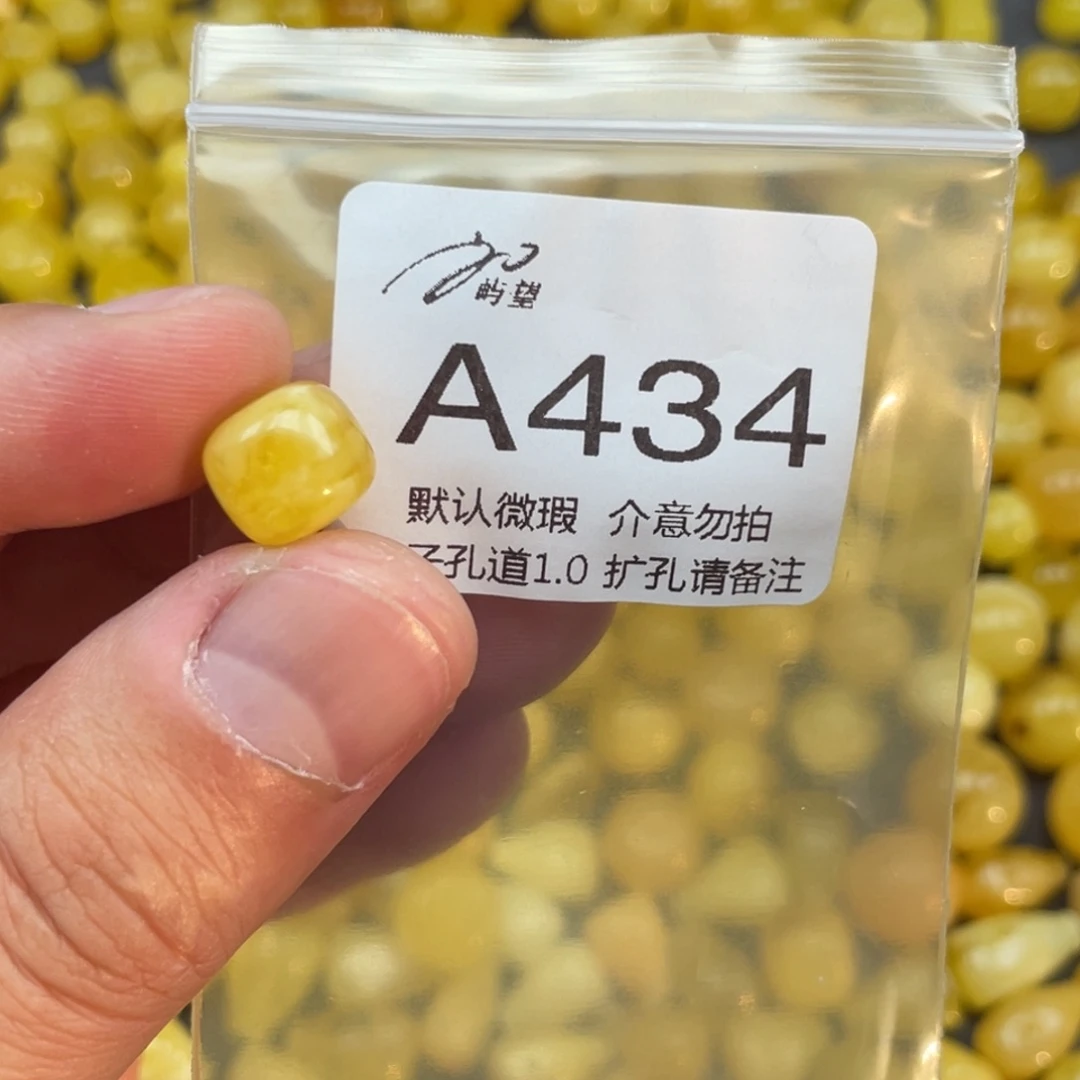 屿·望
A434
默认微瑕 介意勿拍
孔道1.0 扩孔请备注